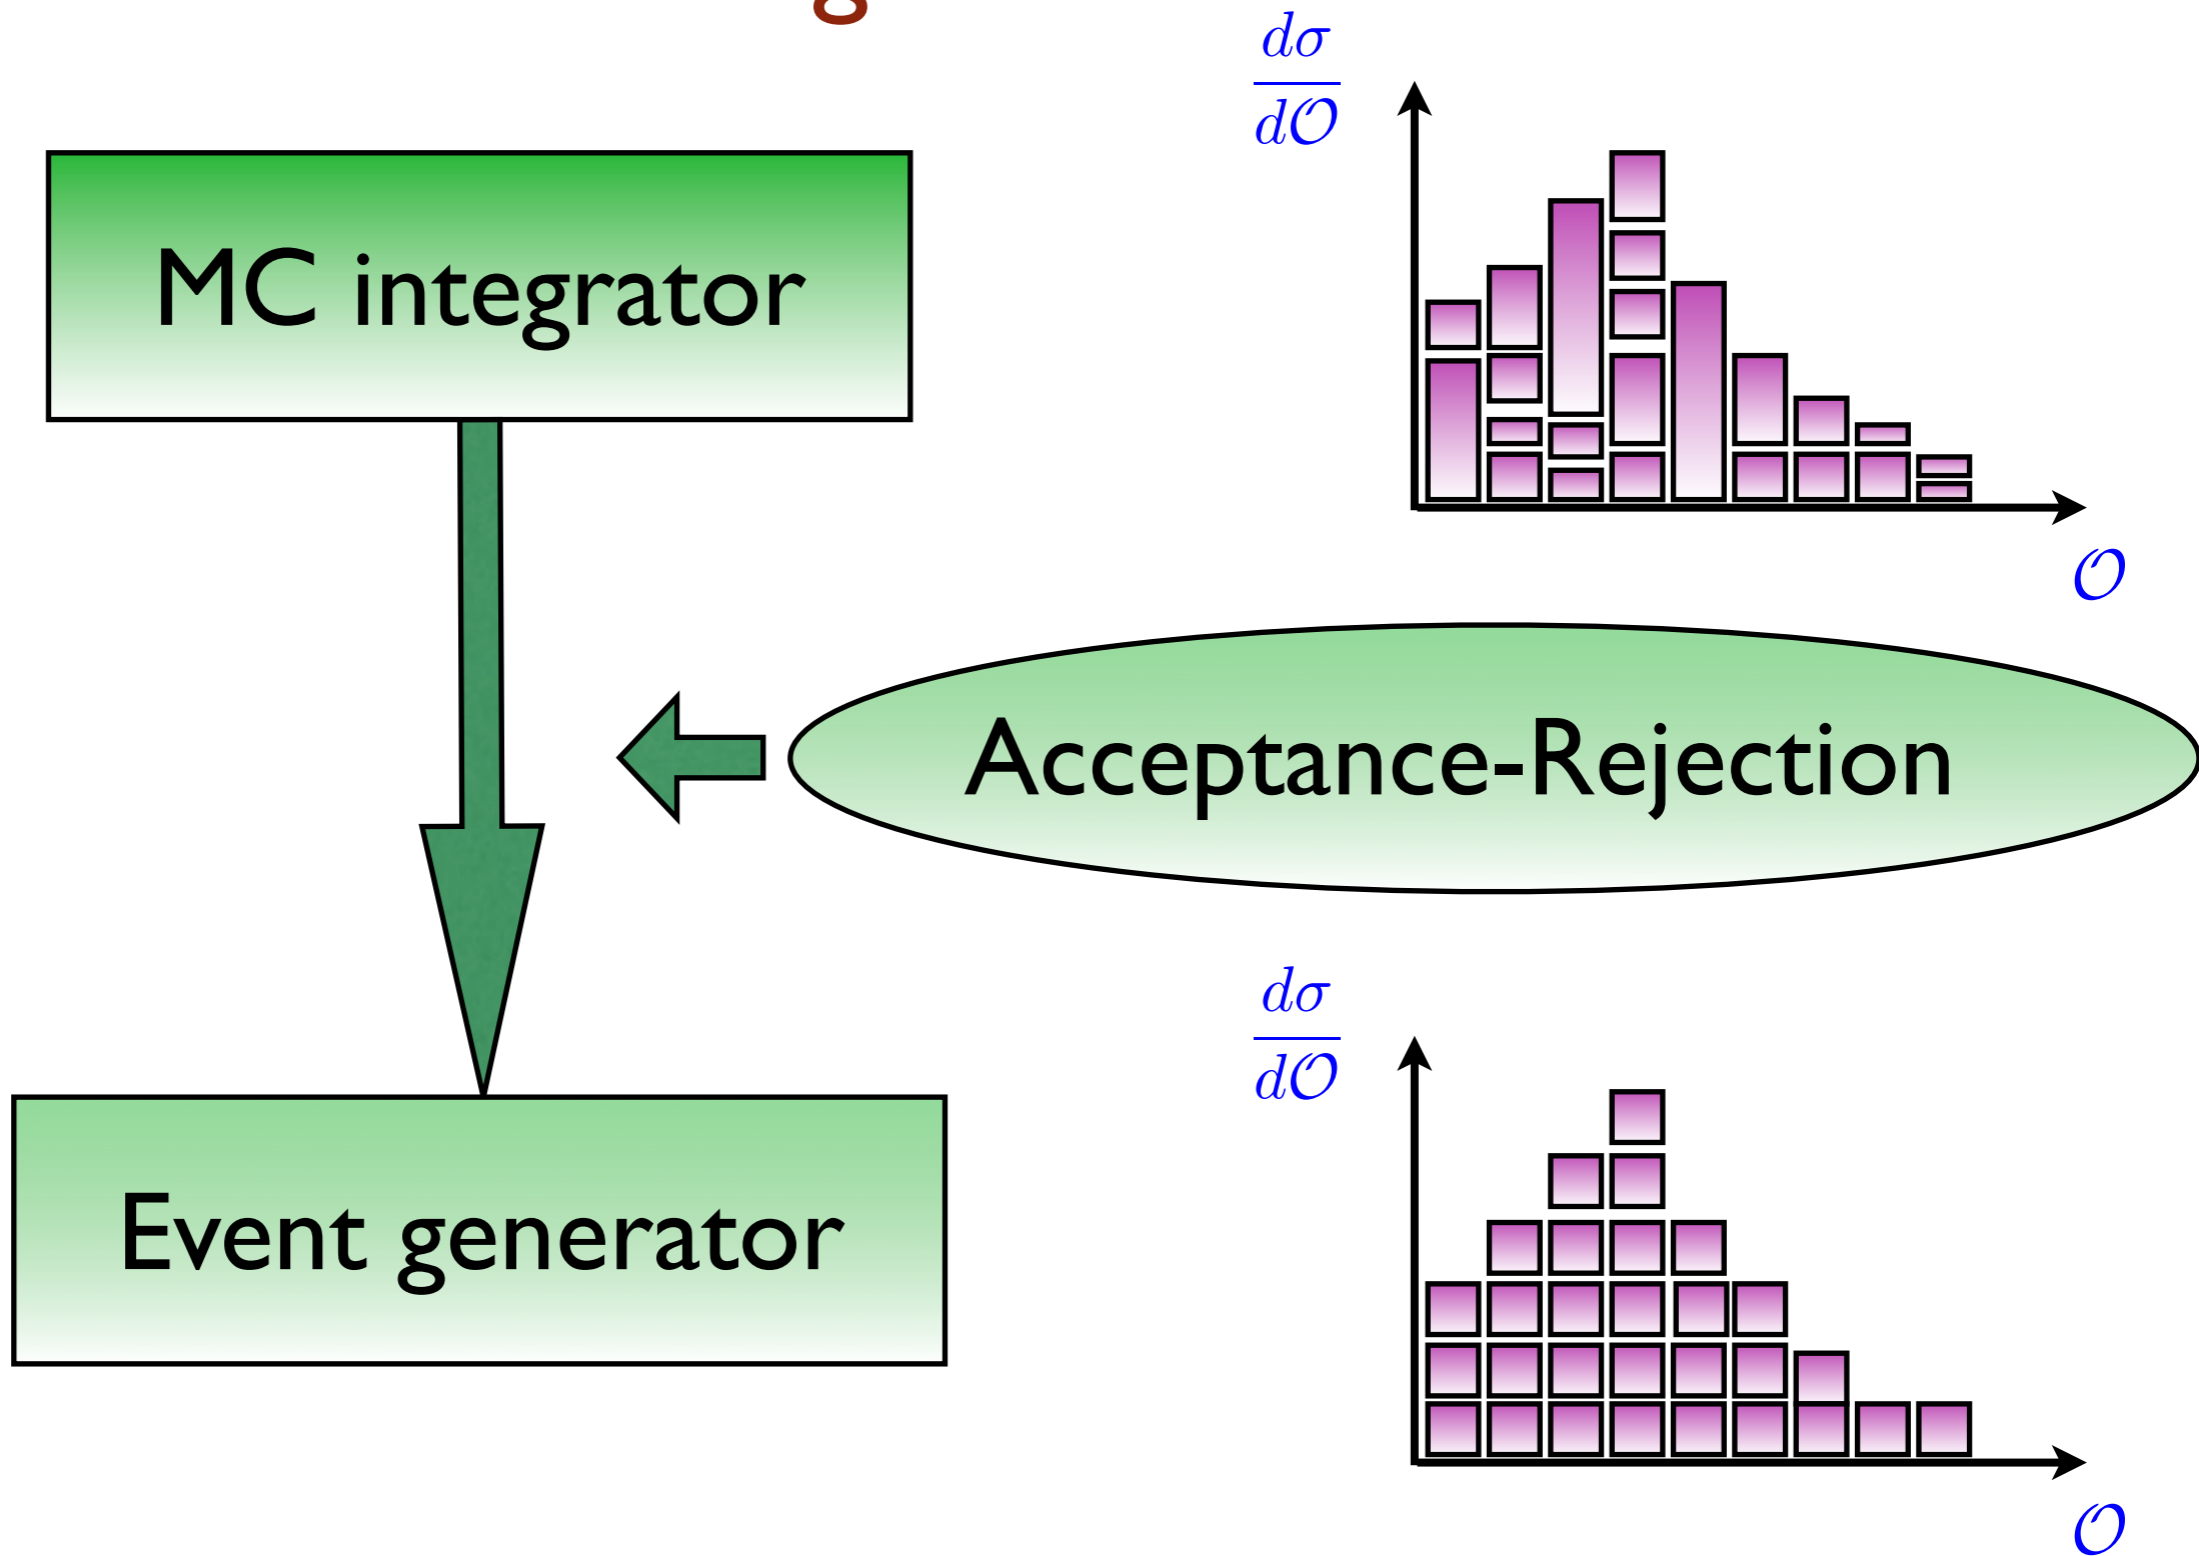 dσ
dO
MC integrator
O
Acceptance-Rejection
dσ
dO
Event generator
O